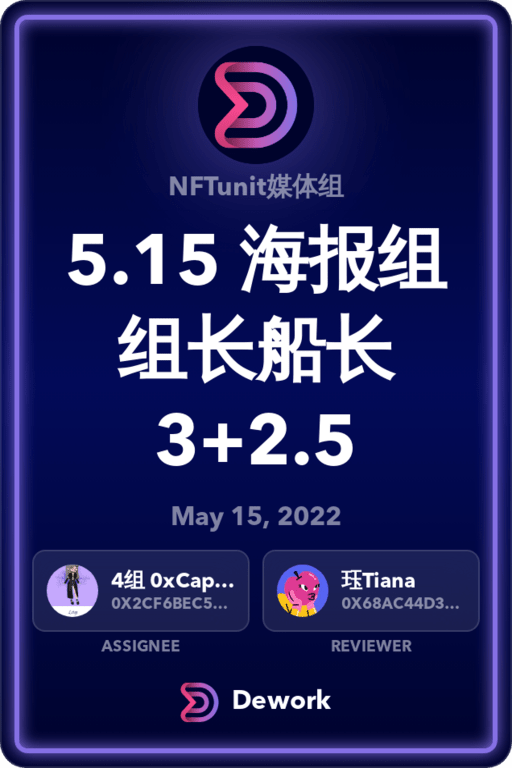 NFTunit媒体组
5.15 海报组
组长船长
3+2.5
May 15, 2022
4组 0xCap...
0X2CF6BEC5...
珏Tiana
0X68AC44D3...
ASSIGNEE
REVIEWER
Dework